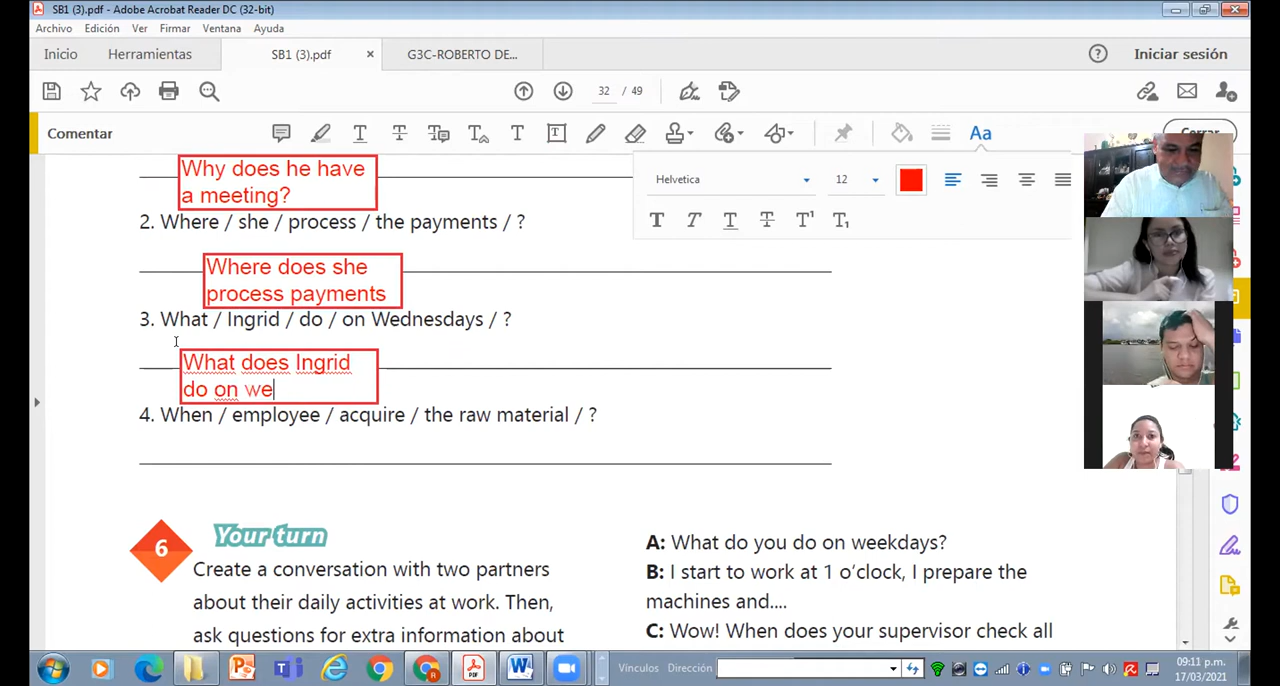 SB1 (3).pdf - Adobe Acrobat Reader DC (32-bit)
Archivo Edición Ver Firmar Ventana Ayuda
Inicio Herramientas SB1 (3).pdf × G3C-ROBERTO DE... ? Iniciar sesión
32 / 49
Comentar Aa Cerrar
Helvetica 12
Why does he have
a meeting?
2. Where / she / process / the payments / ?
Where does she
process payments
3. What / Ingrid / do / on Wednesdays / ?
What does Ingrid
do on we
4. When / employee / acquire / the raw material / ?
6 Your turn
Create a conversation with two partners
about their daily activities at work. Then,
ask questions for extra information about
A: What do you do on weekdays?
B: I start to work at 1 o’clock, I prepare the
machines and....
C: Wow! When does your supervisor check all
Vínculos Dirección
09:11 p.m.
17/03/2021